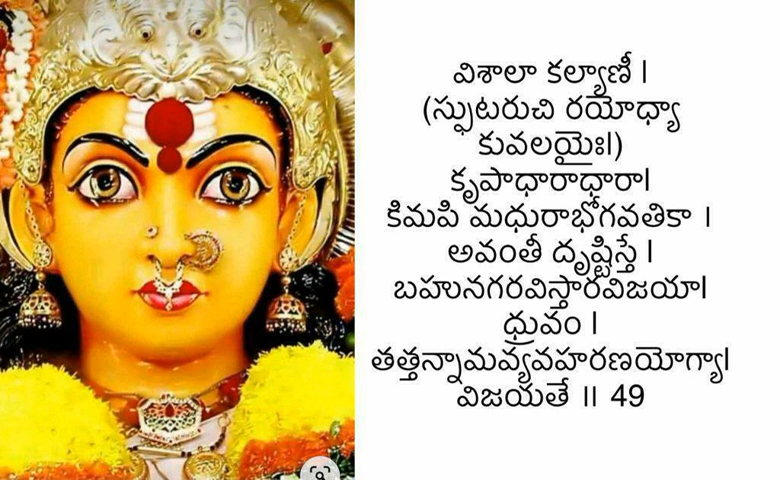 విశాలా కల్యాణీ |
(స్ఫుటరుచి రయోధ్యా
కువలయైః|)
కృపాధారాధారా|
కిమపి మధురాభోగవతికా |
అవంతీ దృష్టిస్తే |
బహునగరవిస్తారవిజయా|
ధ్రువం |
తత్తన్నామవ్యవహరణయోగ్యా|
విజయతే || 49